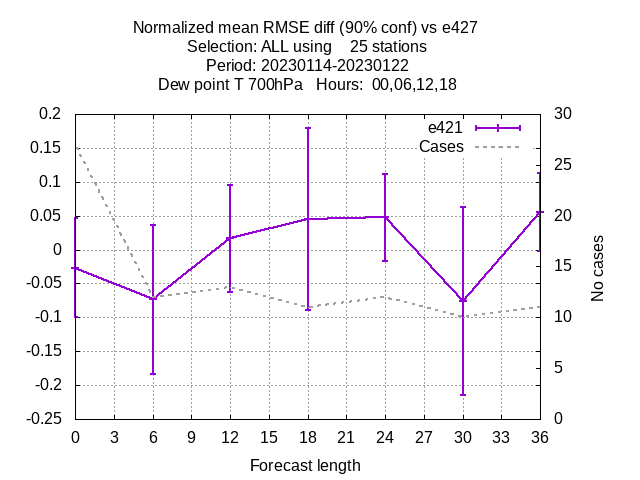 Normalized mean RMSE diff (90% conf) vs e427
Selection: ALL using    25 stations
Period: 20230114-20230122
Dew point T 700hPa   Hours:  00,06,12,18
0.2
0.15
0.1
0.05
0
-0.05
-0.1
-0.15
-0.2
-0.25
e421
Cases
30
25
20
15
10
5
0
No cases
0 3 6 9 12 15 18 21 24 27 30 33 36
Forecast length